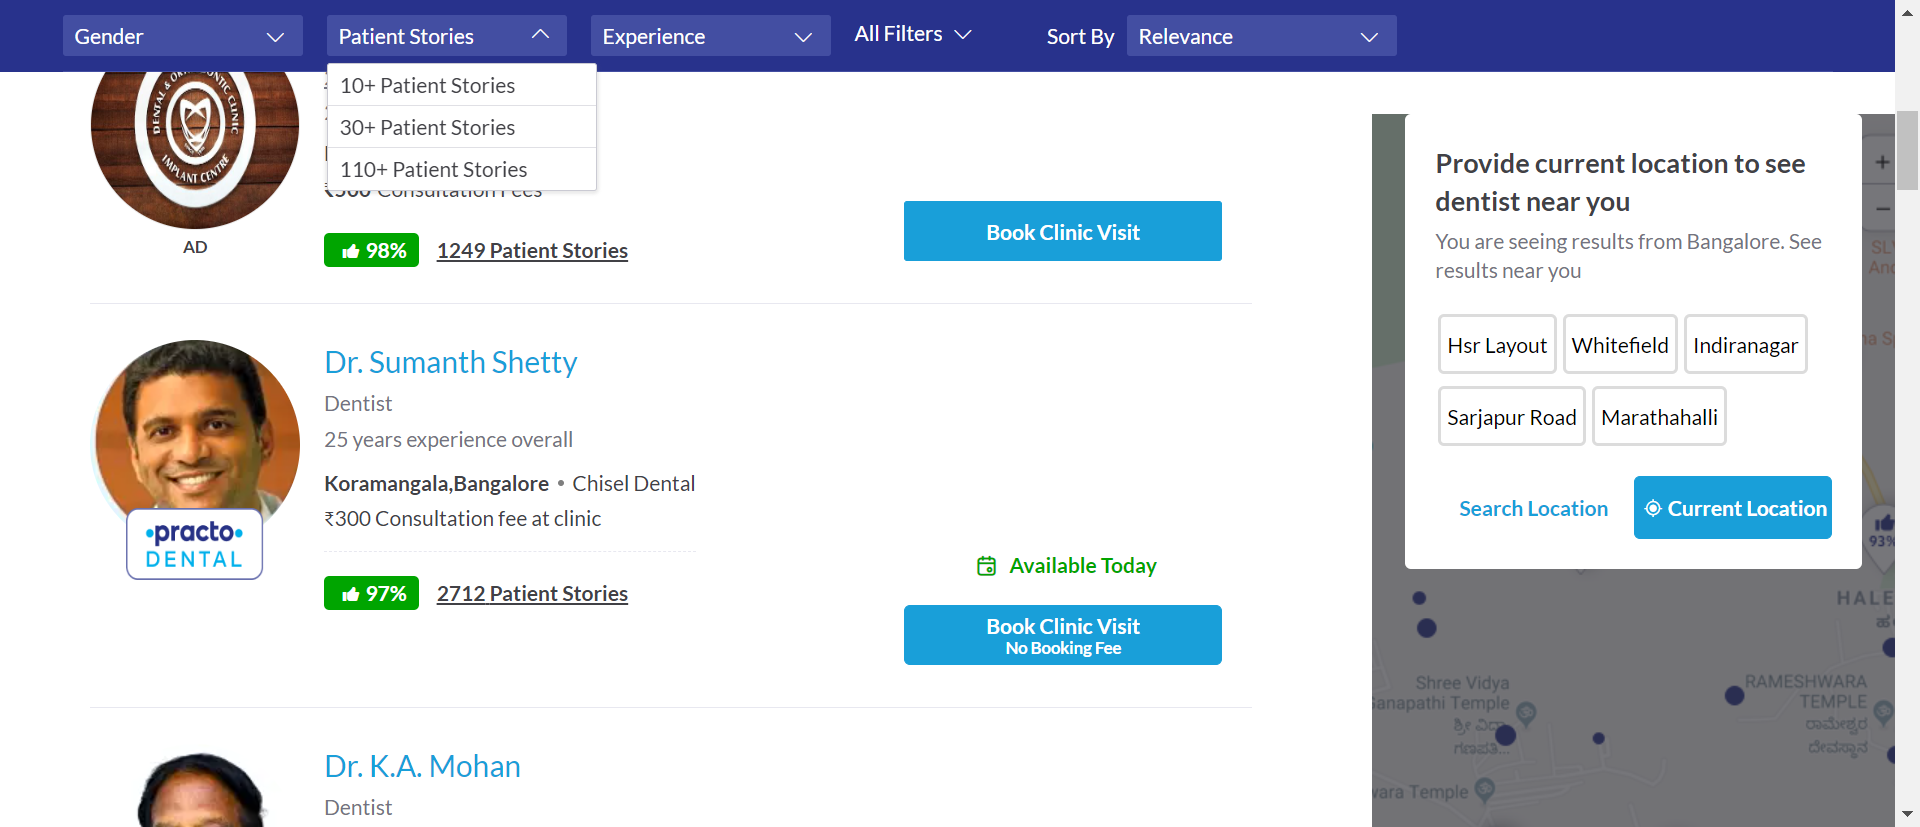 Gender
Patient Stories
Experience
All Filters
Sort By
Relevance
10+ Patient Stories
30+ Patient Stories
110+ Patient Stories
DENTAL & ORTHODONTIC CLINIC
IMPLANT CENTRE
AD
₹500 Consultation Fees
98%
1249 Patient Stories
Book Clinic Visit
Dr. Sumanth Shetty
Dentist
25 years experience overall
Koramangala,Bangalore • Chisel Dental
₹300 Consultation fee at clinic
•practo•
DENTAL
97%
2712 Patient Stories
Available Today
Book Clinic Visit
No Booking Fee
Dr. K.A. Mohan
Dentist
Provide current location to see
dentist near you
You are seeing results from Bangalore. See
results near you
Hsr Layout
Whitefield
Indiranagar
Sarjapur Road
Marathahalli
Search Location
Current Location
+
−
93%
HALE
Shree Vidya
Ganapathi Temple
ಶ್ರೀ ವಿದ್ಯಾ
ಗಣಪತಿ...
RAMESHWARA
TEMPLE
ರಾಮೇಶ್ವರ
ದೇವಸ್ಥಾನ
wara Temple